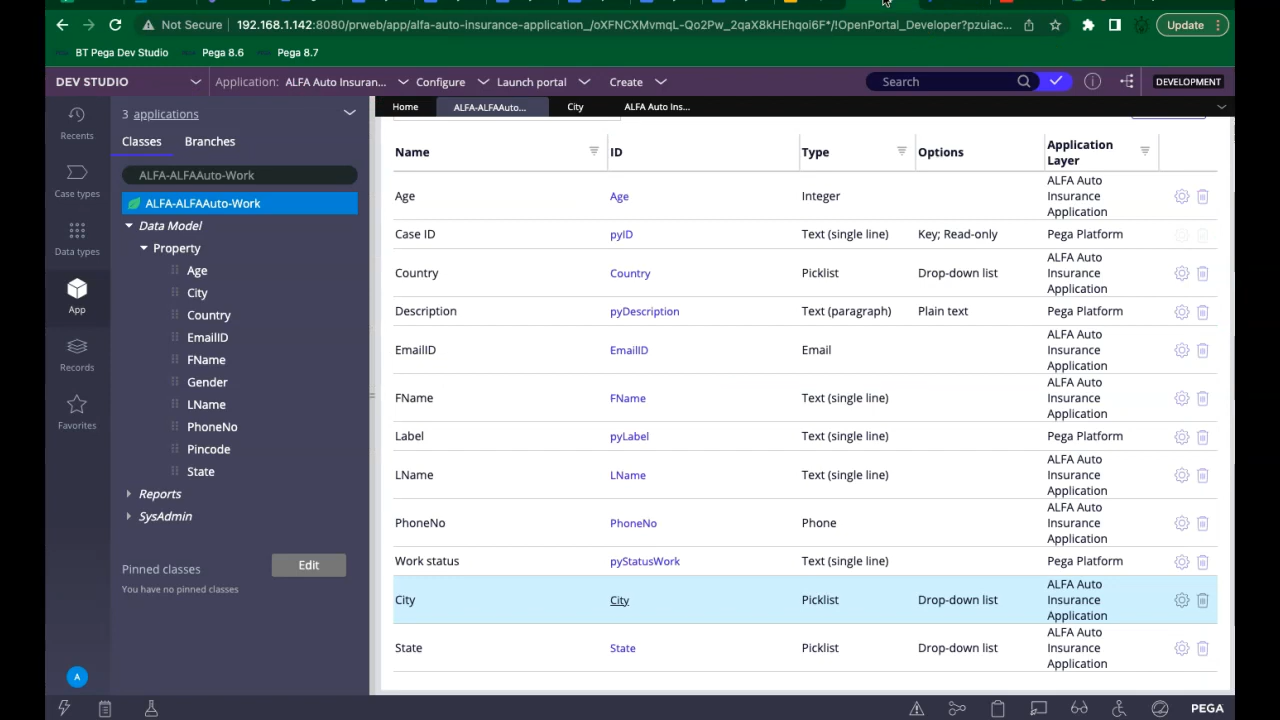 Not Secure 192.168.1.142:8080/prweb/app/alfa-auto-insurance-application_/oXFNCXMvmqL-Qo2Pw_2qaX8kHEhqoi6F*/!OpenPortal_Developer?pzuiac... Update
BT Pega Dev Studio Pega 8.6 Pega 8.7
DEV STUDIO Application: ALFA Auto Insuran... Configure Launch portal Create Search DEVELOPMENT
Home ALFA-ALFAAuto... City ALFA Auto Ins...
Recents
Case types
Data types
App
Records
Favorites
A
3 applications
Classes Branches
ALFA-ALFAAuto-Work
ALFA-ALFAAuto-Work
Data Model
Property
Age
City
Country
EmailID
FName
Gender
LName
PhoneNo
Pincode
State
Reports
SysAdmin
Pinned classes Edit
You have no pinned classes
Name ID Type Options Application
Layer
Age Age Integer ALFA Auto
Insurance
Application
Case ID pyID Text (single line) Key; Read-only Pega Platform
Country Country Picklist Drop-down list ALFA Auto
Insurance
Application
Description pyDescription Text (paragraph) Plain text Pega Platform
EmailID EmailID Email ALFA Auto
Insurance
Application
FName FName Text (single line) ALFA Auto
Insurance
Application
Label pyLabel Text (single line) Pega Platform
LName LName Text (single line) ALFA Auto
Insurance
Application
PhoneNo PhoneNo Phone ALFA Auto
Insurance
Application
Work status pyStatusWork Text (single line) Pega Platform
City City Picklist Drop-down list ALFA Auto
Insurance
Application
State State Picklist Drop-down list ALFA Auto
Insurance
Application
PEGA